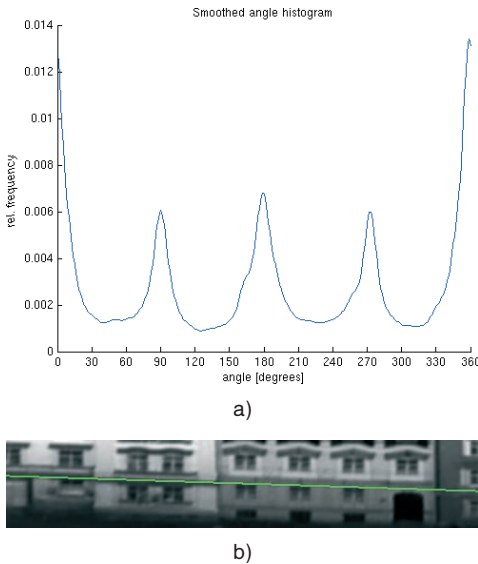 Smoothed angle histogram
0.014
0.012
0.01
0.008
0.006
0.004
0.002
0
rel. frequency
0 30 60 90 120 150 180 210 240 270 300 330 360
angle [degrees]
a)
b)